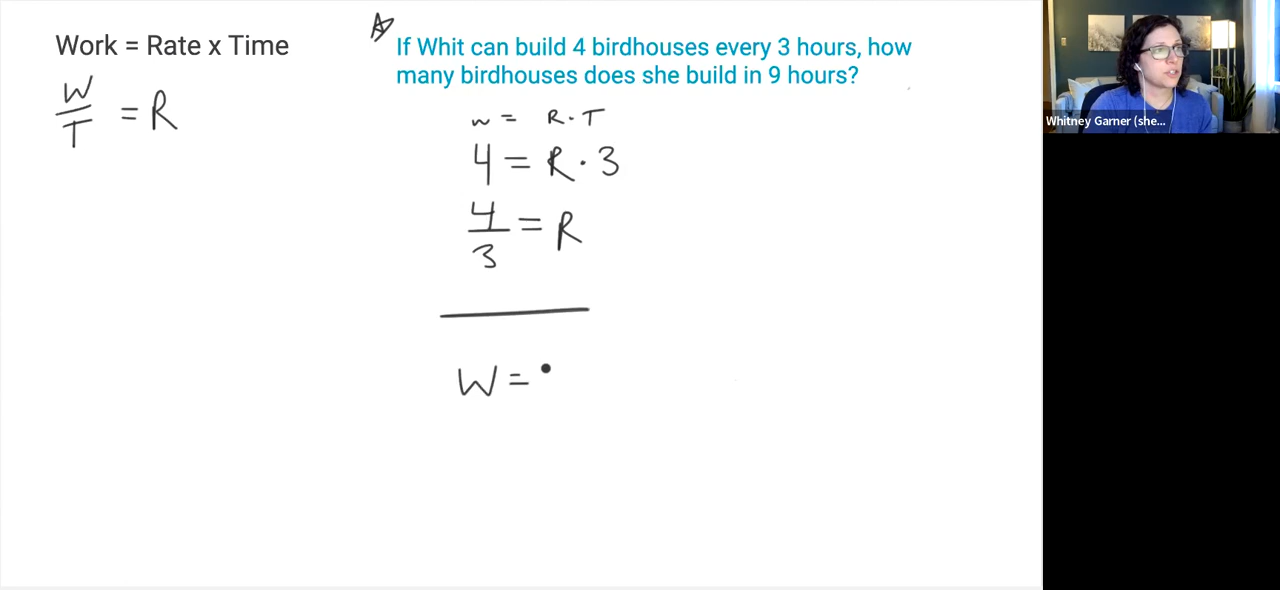 Work = Rate x Time
W/T = R
If Whit can build 4 birdhouses every 3 hours, how
many birdhouses does she build in 9 hours?
W = R · T
4 = R · 3
4/3 = R
W =
Whitney Garner (she...